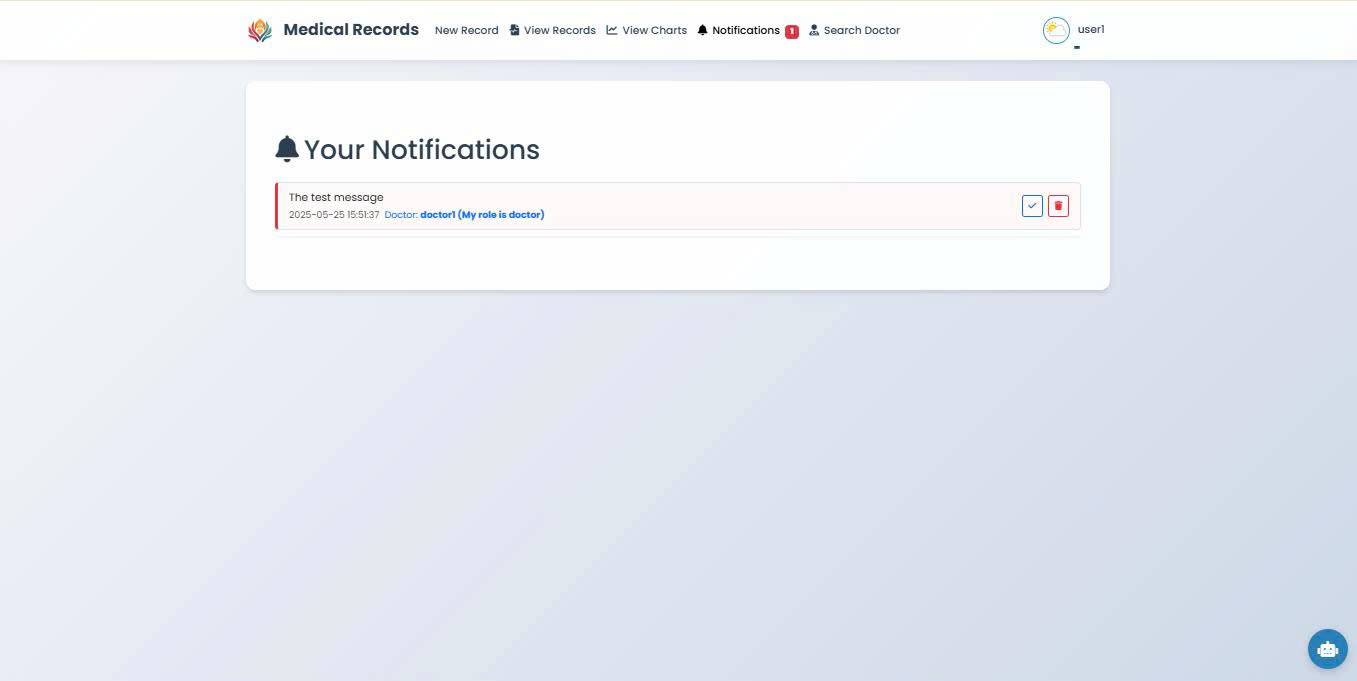 Medical Records New Record View Records View Charts Notifications 1 Search Doctor user1
Your Notifications
The test message
2025-05-25 15:51:37 Doctor: doctor1 (My role is doctor)